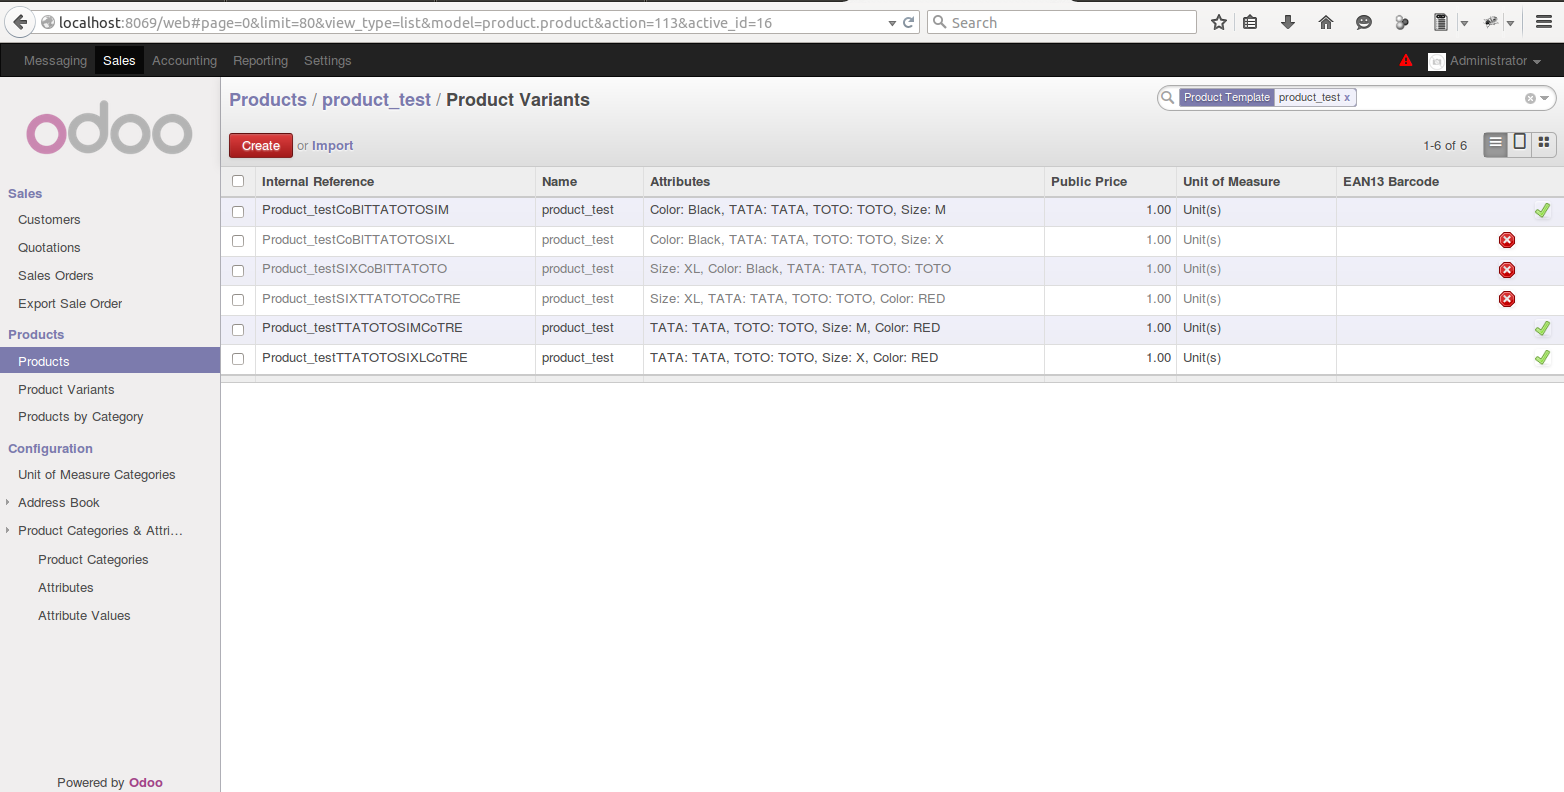 localhost:8069/web#page=0&limit=80&view_type=list&model=product.product&action=113&active_id=16
Search
Messaging Sales Accounting Reporting Settings Administrator
odoo
Products / product_test / Product Variants
Product Template product_test x
Create or Import
1-6 of 6
Internal Reference Name Attributes Public Price Unit of Measure EAN13 Barcode
Product_testCoBlTTATOTOSIM product_test Color: Black, TATA: TATA, TOTO: TOTO, Size: M 1.00 Unit(s)
Product_testCoBlTTATOTOSIXL product_test Color: Black, TATA: TATA, TOTO: TOTO, Size: X 1.00 Unit(s)
Product_testSIXCoBlTTATOTO product_test Size: XL, Color: Black, TATA: TATA, TOTO: TOTO 1.00 Unit(s)
Product_testSIXTTATOTOCoTRE product_test Size: XL, TATA: TATA, TOTO: TOTO, Color: RED 1.00 Unit(s)
Product_testTTATOTOSIMCoTRE product_test TATA: TATA, TOTO: TOTO, Size: M, Color: RED 1.00 Unit(s)
Product_testTTATOTOSIXLCoTRE product_test TATA: TATA, TOTO: TOTO, Size: X, Color: RED 1.00 Unit(s)
Sales
Customers
Quotations
Sales Orders
Export Sale Order
Products
Products
Product Variants
Products by Category
Configuration
Unit of Measure Categories
Address Book
Product Categories & Attri...
Product Categories
Attributes
Attribute Values
Powered by Odoo